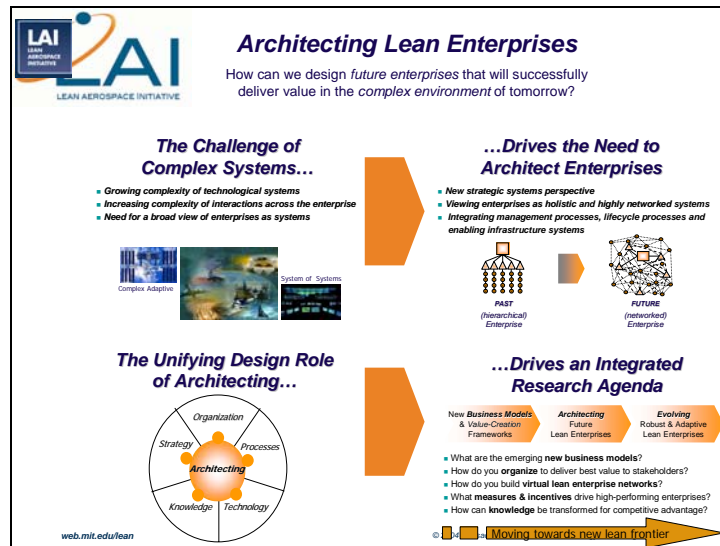 LAI
LEAN
AEROSPACE
INITIATIVE
LAI
LEAN AEROSPACE INITIATIVE
Architecting Lean Enterprises
How can we design future enterprises that will successfully
deliver value in the complex environment of tomorrow?
The Challenge of
Complex Systems…
Growing complexity of technological systems
Increasing complexity of interactions across the enterprise
Need for a broad view of enterprises as systems
Complex Adaptive
System of Systems
…Drives the Need to
Architect Enterprises
New strategic systems perspective
Viewing enterprises as holistic and highly networked systems
Integrating management processes, lifecycle processes and
enabling infrastructure systems
PAST
(hierarchical)
Enterprise
FUTURE
(networked)
Enterprise
The Unifying Design Role
of Architecting…
Organization
Strategy
Processes
Architecting
Knowledge
Technology
…Drives an Integrated
Research Agenda
New Business Models
& Value-Creation
Frameworks
Architecting
Future
Lean Enterprises
Evolving
Robust & Adaptive
Lean Enterprises
What are the emerging new business models?
How do you organize to deliver best value to stakeholders?
How do you build virtual lean enterprise networks?
What measures & incentives drive high-performing enterprises?
How can knowledge be transformed for competitive advantage?
web.mit.edu/lean
©
Moving towards new lean frontier